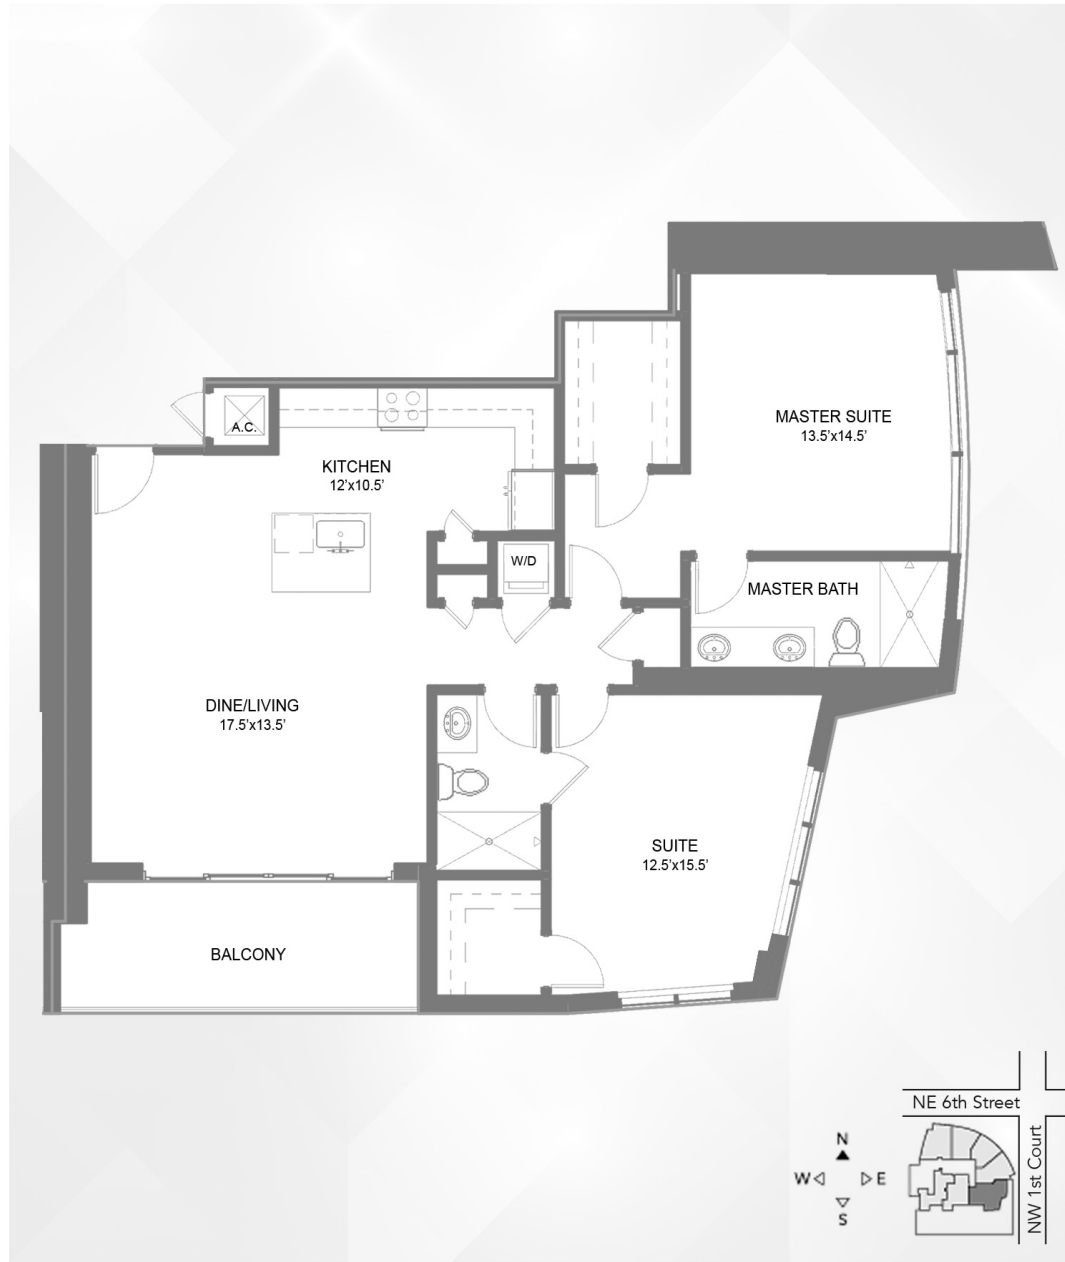 MASTER SUITE
13.5'x14.5'
A.C.
KITCHEN
12'x10.5'
W/D
MASTER BATH
DINE/LIVING
17.5'x13.5'
SUITE
12.5'x15.5'
BALCONY
NE 6th Street
NW 1st Court
N
W E
S